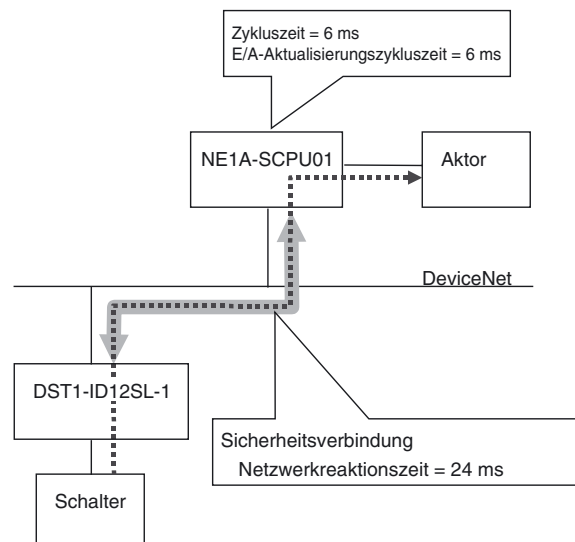 Zykluszeit = 6 ms
E/A-Aktualisierungszykluszeit = 6 ms
NE1A-SCPU01
Aktor
DeviceNet
DST1-ID12SL-1
Sicherheitsverbindung
Netzwerkreaktionszeit = 24 ms
Schalter